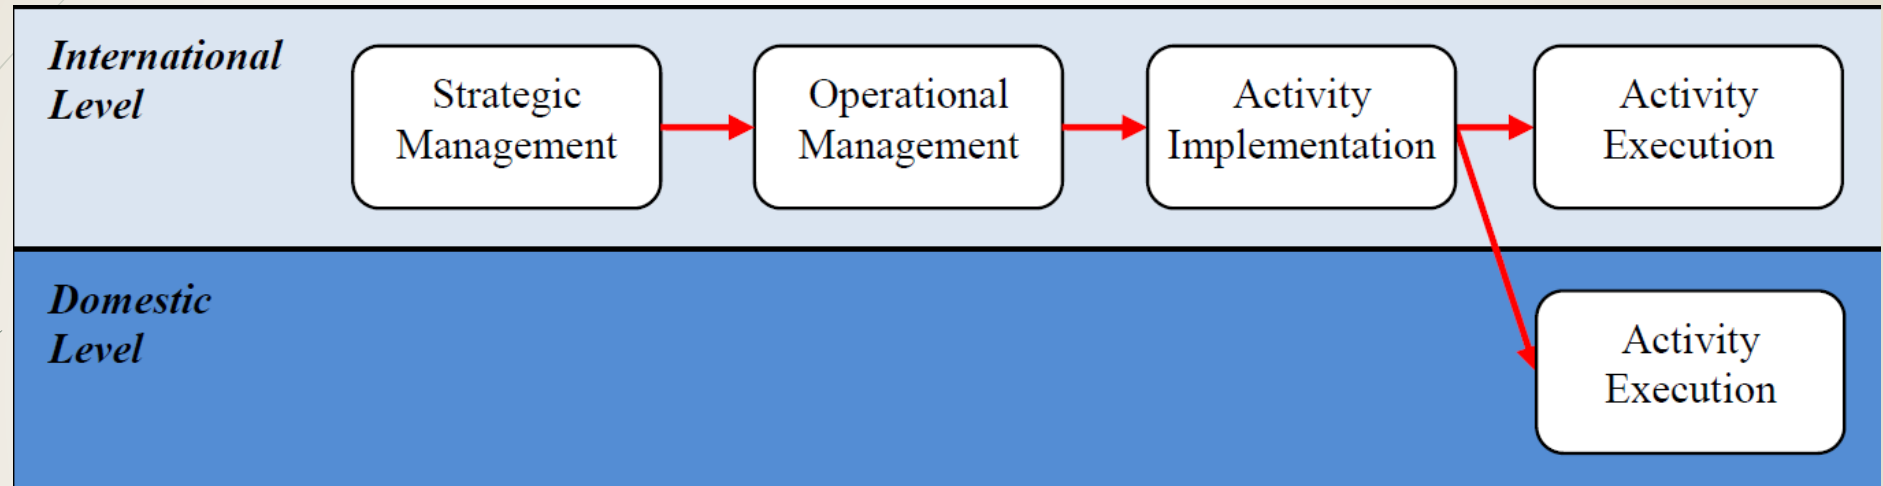 International
Level
Strategic
Management
Operational
Management
Activity
Implementation
Activity
Execution
Domestic
Level
Activity
Execution